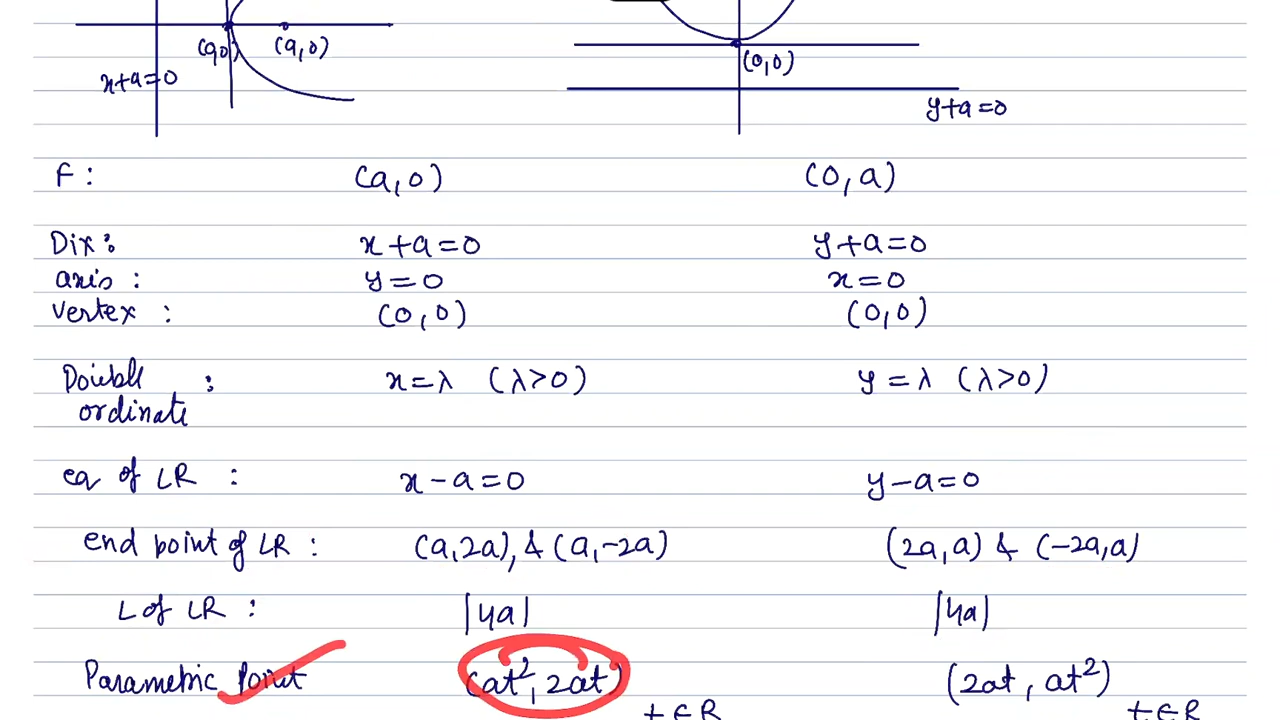 (0,0) (a,0) (0,0)
x+a=0 y+a=0
F: (a,0) (0,a)
Dix: x+a=0 y+a=0
axis: y=0 x=0
Vertex: (0,0) (0,0)
Double ordinate: x=λ (λ>0) y=λ (λ>0)
eq of LR: x-a=0 y-a=0
end point of LR: (a,2a), & (a,-2a) (2a,a) & (-2a,a)
L of LR: |4a| |4a|
Parametric Point (at², 2at) (2at, at²)
t∈R t∈R